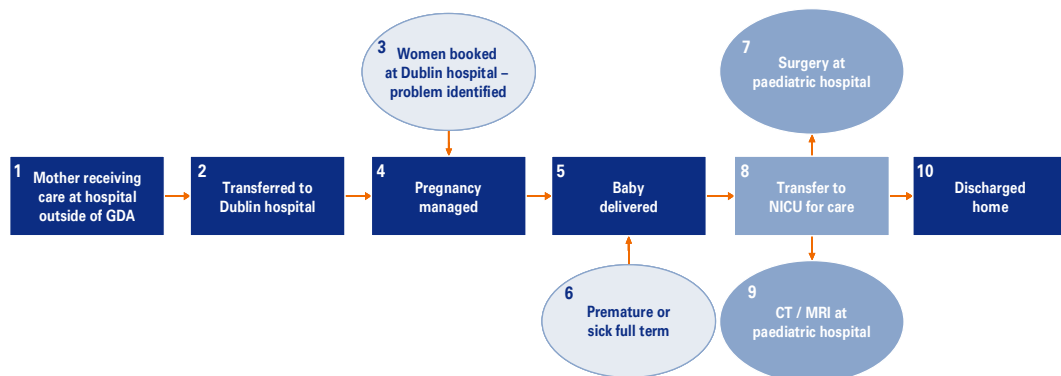 3
Women booked
at Dublin hospital –
problem identified
7
Surgery at
paediatric hospital
1
Mother receiving
care at hospital
outside of GDA
2
Transferred to
Dublin hospital
4
Pregnancy
managed
5
Baby
delivered
8
Transfer to
NICU for care
10
Discharged
home
6
Premature or
sick full term
9
CT / MRI at
paediatric hospital